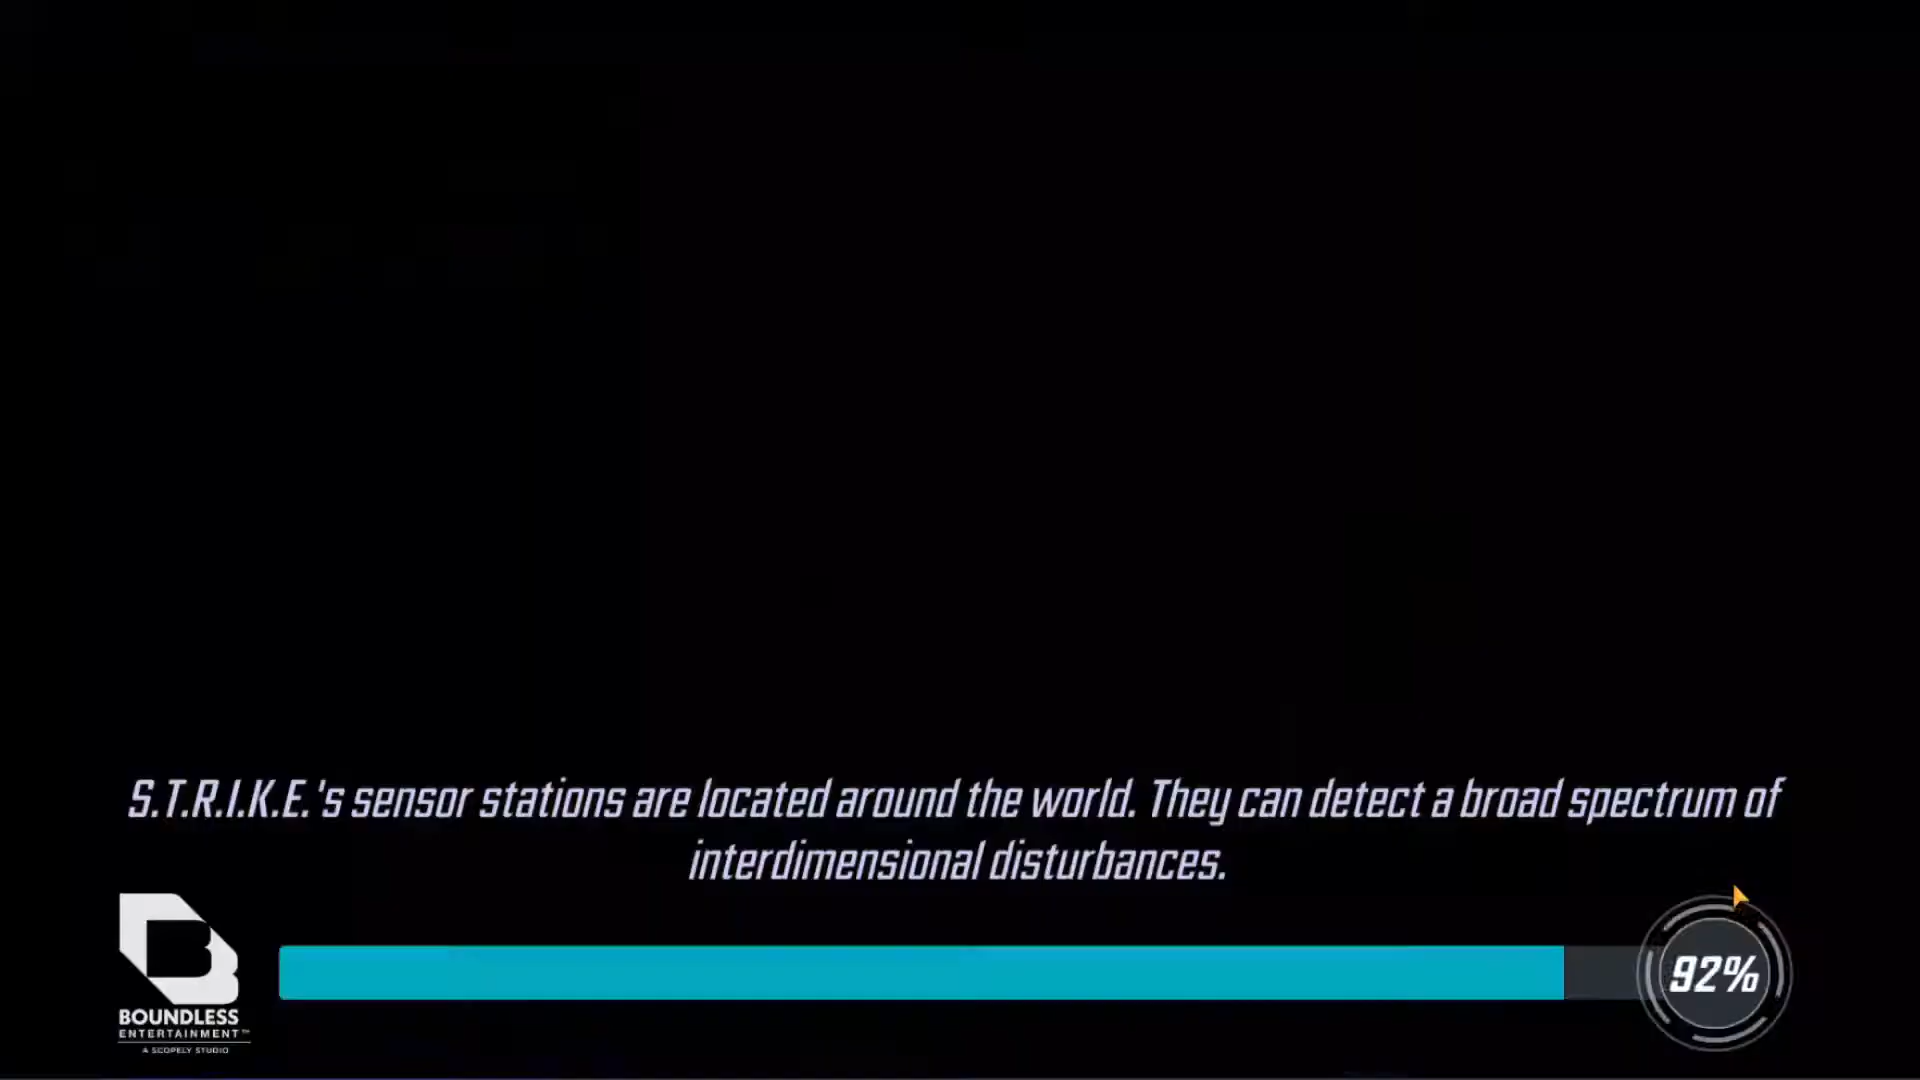 S.T.R.I.K.E.'s sensor stations are located around the world. They can detect a broad spectrum of
interdimensional disturbances.
BOUNDLESS
ENTERTAINMENT™
A SCOPELY STUDIO
92%